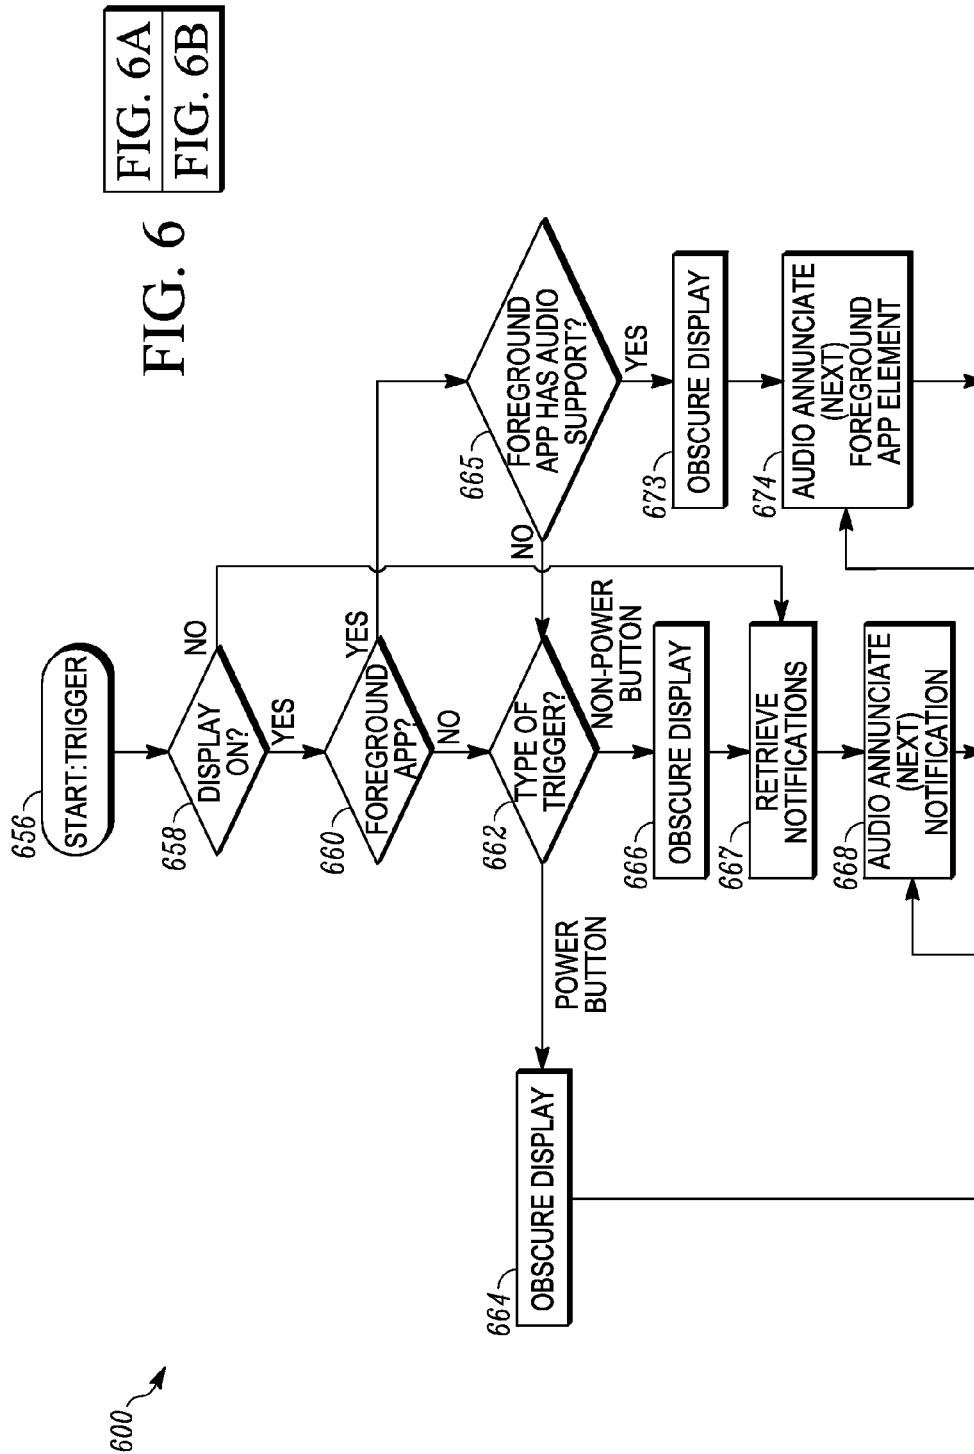 600
656
START:TRIGGER
658
DISPLAY
ON?
NO
YES
660
FOREGROUND
APP?
YES
NO
662
TYPE OF
TRIGGER?
POWER
BUTTON
NON-POWER
BUTTON
664
OBSCURE DISPLAY
666
OBSCURE DISPLAY
667
RETRIEVE
NOTIFICATIONS
668
AUDIO ANNUNCIATE
(NEXT)
NOTIFICATION
665
FOREGROUND
APP HAS AUDIO
SUPPORT?
NO
YES
673
OBSCURE DISPLAY
674
AUDIO ANNUNCIATE
(NEXT)
FOREGROUND
APP ELEMENT
FIG. 6
FIG. 6A
FIG. 6B